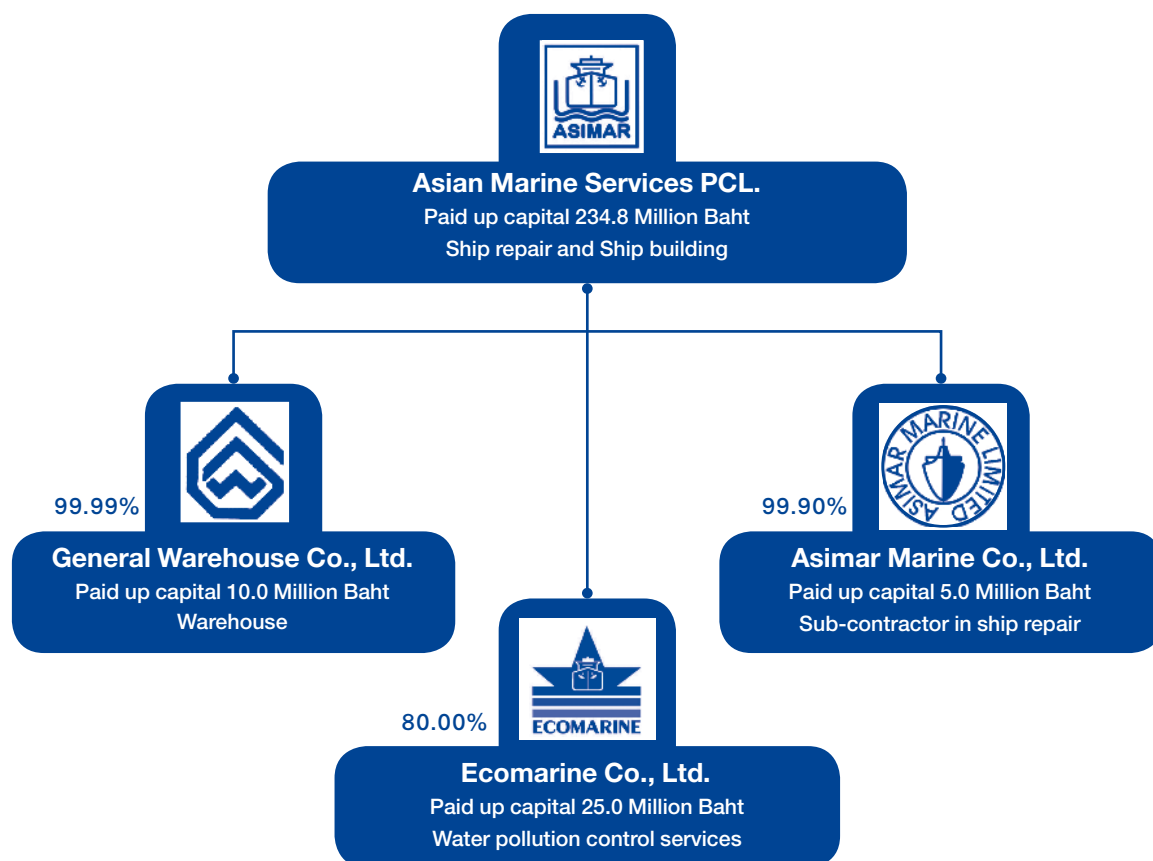 ASIMAR
Asian Marine Services PCL.
Paid up capital 234.8 Million Baht
Ship repair and Ship building
99.99%
General Warehouse Co., Ltd.
Paid up capital 10.0 Million Baht
Warehouse
ASIMAR MARINE LIMITED
99.90%
Asimar Marine Co., Ltd.
Paid up capital 5.0 Million Baht
Sub-contractor in ship repair
ECOMARINE
80.00%
Ecomarine Co., Ltd.
Paid up capital 25.0 Million Baht
Water pollution control services